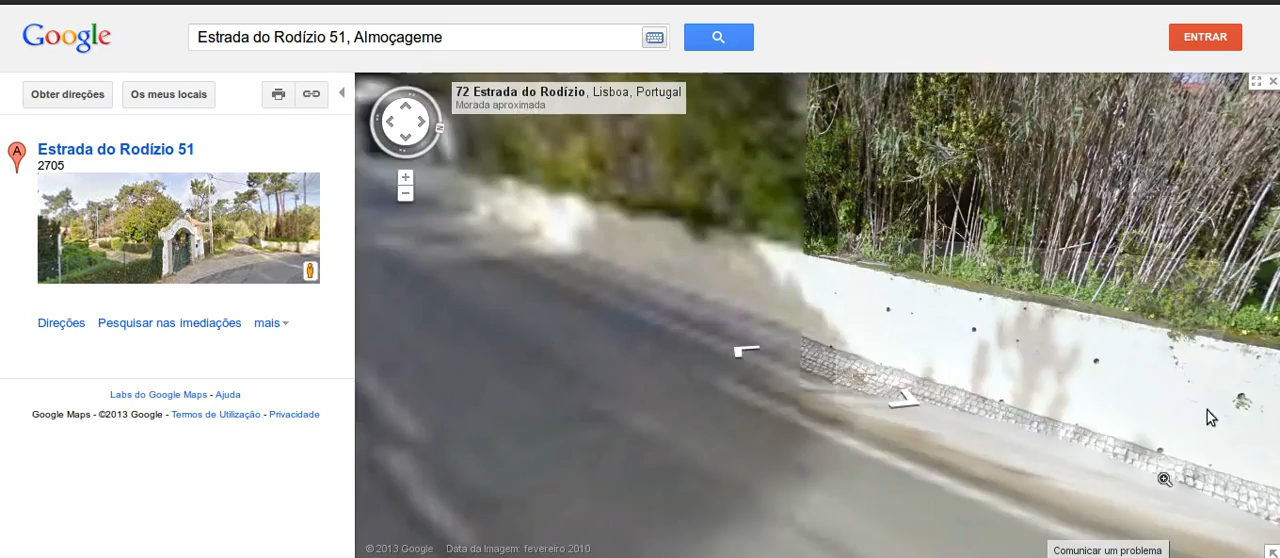 Google
Estrada do Rodízio 51, Almoçageme
ENTRAR
Obter direções
Os meus locais
A
Estrada do Rodízio 51
2705
Direções Pesquisar nas imediações mais
Labs do Google Maps - Ajuda
Google Maps - ©2013 Google - Termos de Utilização - Privacidade
72 Estrada do Rodízio, Lisboa, Portugal
Morada aproximada
© 2013 Google Data da Imagem: fevereiro 2010
Comunicar um problema